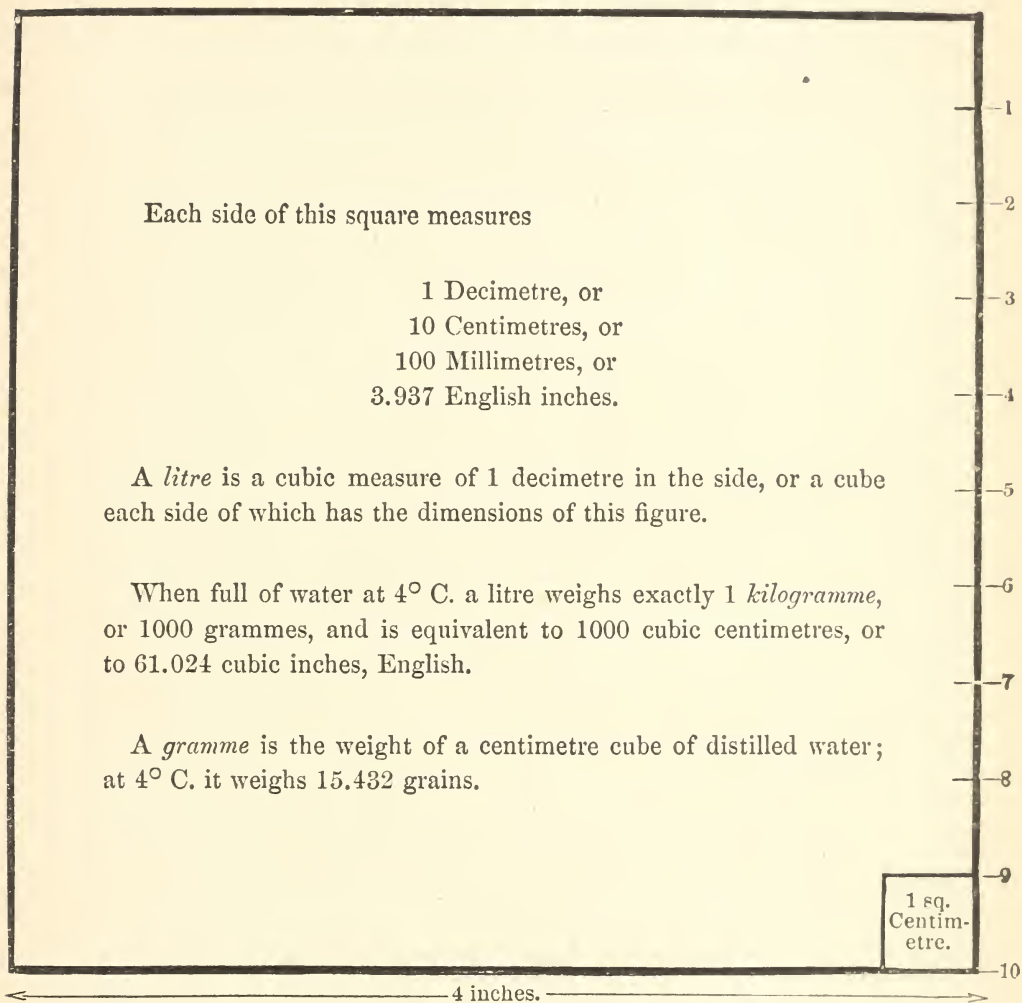 1
2
Each side of this square measures
3
1 Decimetre, or
10 Centimetres, or
100 Millimetres, or
3.937 English inches.
4
A litre is a cubic measure of 1 decimetre in the side, or a cube
5
each side of which has the dimensions of this figure.
When full of water at 4° C. a litre weighs exactly 1 kilogramme,
6
or 1000 grammes, and is equivalent to 1000 cubic centimetres, or
to 61.024 cubic inches, English.
7
A gramme is the weight of a centimetre cube of distilled water;
at 4° C. it weighs 15.432 grains.
8
9
1 sq.
Centim-
etre.
10
4 inches.